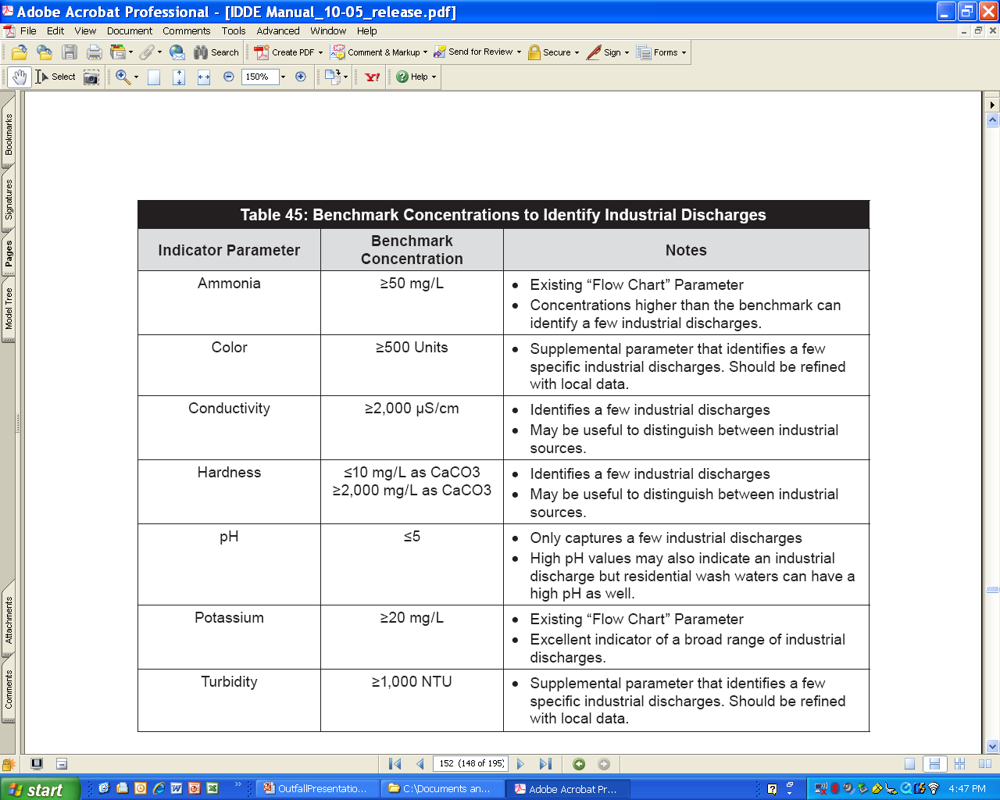 Adobe Acrobat Professional - [IDDE Manual_10-05_release.pdf]
File Edit View Document Comments Tools Advanced Window Help
Search Create PDF Comment & Markup Send for Review Secure Sign Forms
Select 150% Y! Help
Bookmarks
Signatures
Pages
Model Tree
Attachments
Comments
Table 45: Benchmark Concentrations to Identify Industrial Discharges
Indicator Parameter
Benchmark
Concentration
Notes
Ammonia
≥50 mg/L
• Existing “Flow Chart” Parameter
• Concentrations higher than the benchmark can
identify a few industrial discharges.
Color
≥500 Units
• Supplemental parameter that identifies a few
specific industrial discharges. Should be refined
with local data.
Conductivity
≥2,000 µS/cm
• Identifies a few industrial discharges
• May be useful to distinguish between industrial
sources.
Hardness
≤10 mg/L as CaCO3
≥2,000 mg/L as CaCO3
• Identifies a few industrial discharges
• May be useful to distinguish between industrial
sources.
pH
≤5
• Only captures a few industrial discharges
• High pH values may also indicate an industrial
discharge but residential wash waters can have a
high pH as well.
Potassium
≥20 mg/L
• Existing “Flow Chart” Parameter
• Excellent indicator of a broad range of industrial
discharges.
Turbidity
≥1,000 NTU
• Supplemental parameter that identifies a few
specific industrial discharges. Should be refined
with local data.
152 (148 of 195)
start OutfallPresentatio... C:\Documents an... Adobe Acrobat Pr... 4:47 PM